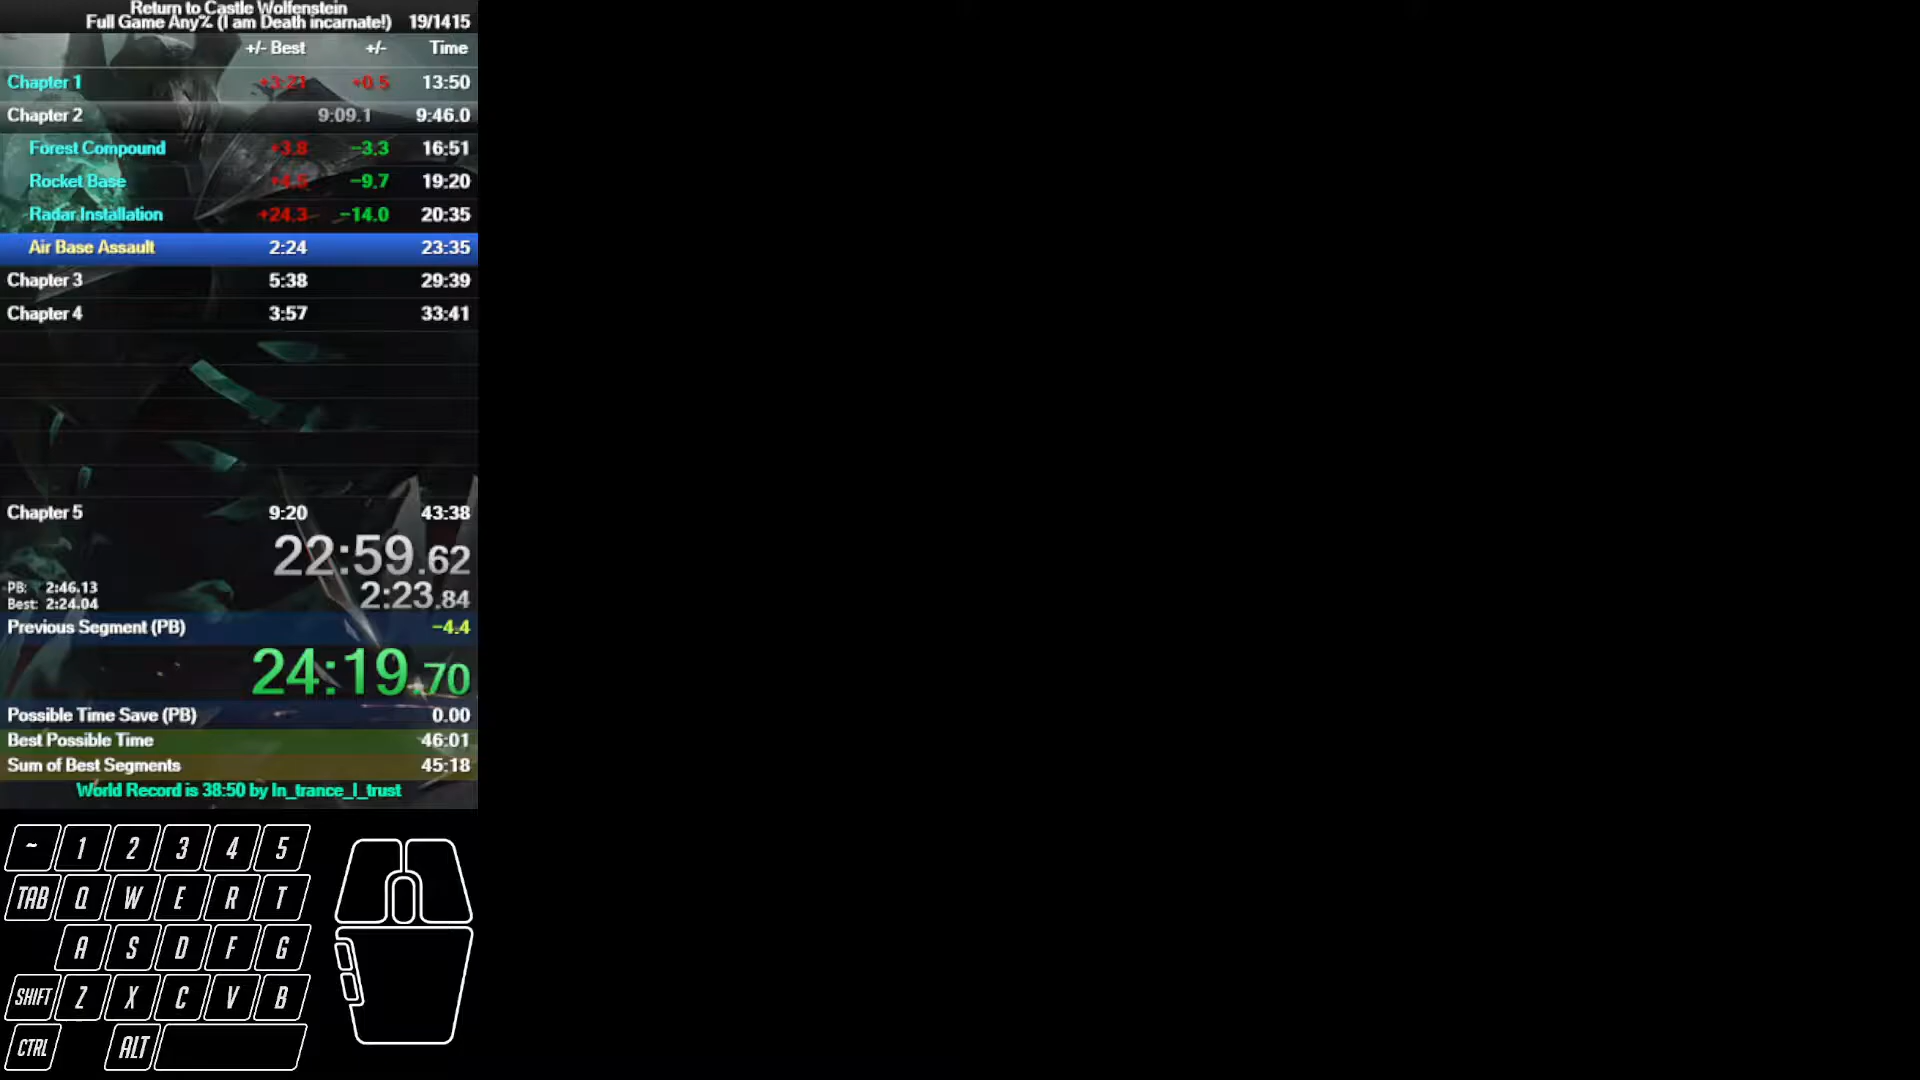 Return to Castle Wolfenstein
Full Game Any% (I am Death incarnate!) 19/1415
+/- Best +/- Time
Chapter 1 +3:21 +0.5 13:50
Chapter 2 9:09.1 9:46.0
Forest Compound +3.8 −3.3 16:51
Rocket Base +4.5 −9.7 19:20
Radar Installation +24.3 −14.0 20:35
Air Base Assault 2:24 23:35
Chapter 3 5:38 29:39
Chapter 4 3:57 33:41
Chapter 5 9:20 43:38
22:59.62
PB: 2:46.13
Best: 2:24.04
2:23.84
Previous Segment (PB) −4.4
24:19.70
Possible Time Save (PB) 0.00
Best Possible Time 46:01
Sum of Best Segments 45:18
World Record is 38:50 by In_trance_I_trust
~ 1 2 3 4 5
TAB Q W E R T
A S D F G
SHIFT Z X C V B
CTRL ALT